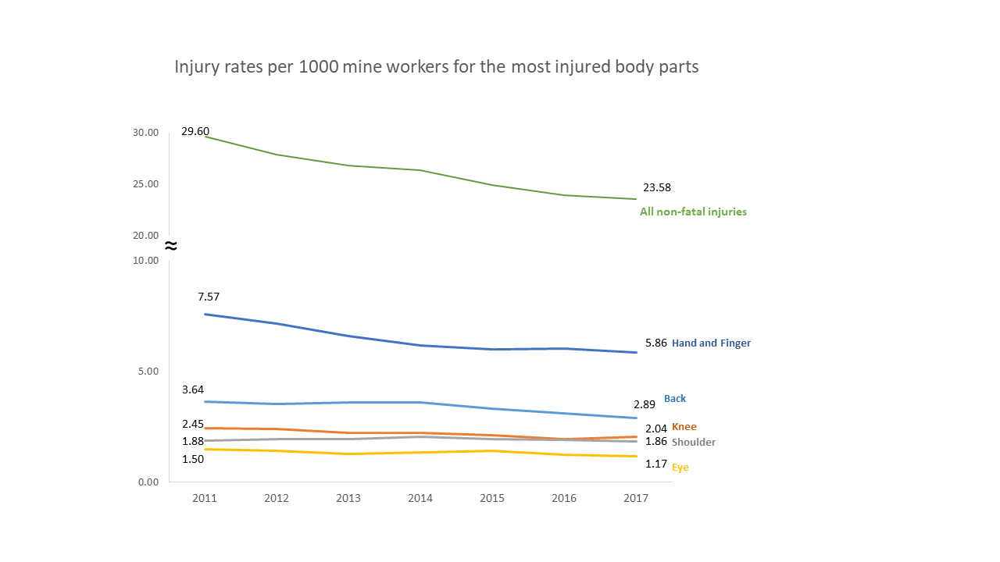 Injury rates per 1000 mine workers for the most injured body parts
30.00
29.60
25.00
23.58
All non-fatal injuries
20.00
≈
10.00
7.57
5.86 Hand and Finger
5.00
3.64
Back
2.89
2.45
2.04 Knee
1.88
1.86 Shoulder
1.50
1.17 Eye
0.00
2011 2012 2013 2014 2015 2016 2017